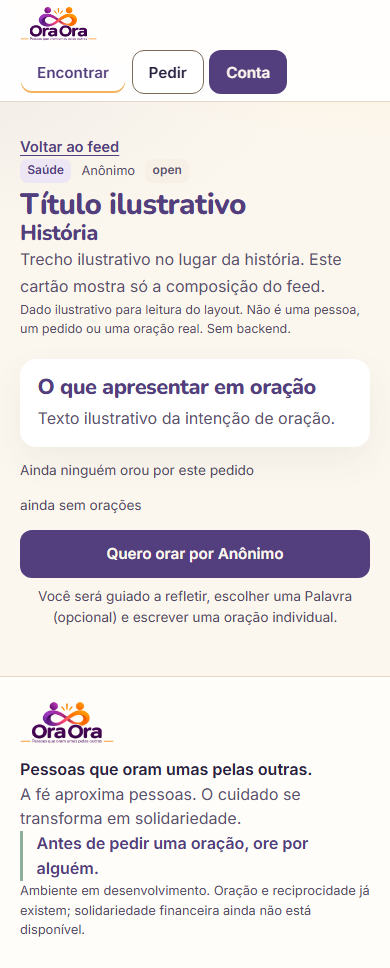 Ora Ora
Pessoas que oram umas pelas outras
Encontrar
Pedir
Conta
Voltar ao feed
Saúde Anônimo open
Título ilustrativo
História
Trecho ilustrativo no lugar da história. Este
cartão mostra só a composição do feed.
Dado ilustrativo para leitura do layout. Não é uma pessoa,
um pedido ou uma oração real. Sem backend.
O que apresentar em oração
Texto ilustrativo da intenção de oração.
Ainda ninguém orou por este pedido
ainda sem orações
Quero orar por Anônimo
Você será guiado a refletir, escolher uma Palavra
(opcional) e escrever uma oração individual.
Ora Ora
Pessoas que oram umas pelas outras
Pessoas que oram umas pelas outras.
A fé aproxima pessoas. O cuidado se
transforma em solidariedade.
Antes de pedir uma oração, ore por
alguém.
Ambiente em desenvolvimento. Oração e reciprocidade já
existem; solidariedade financeira ainda não está
disponível.